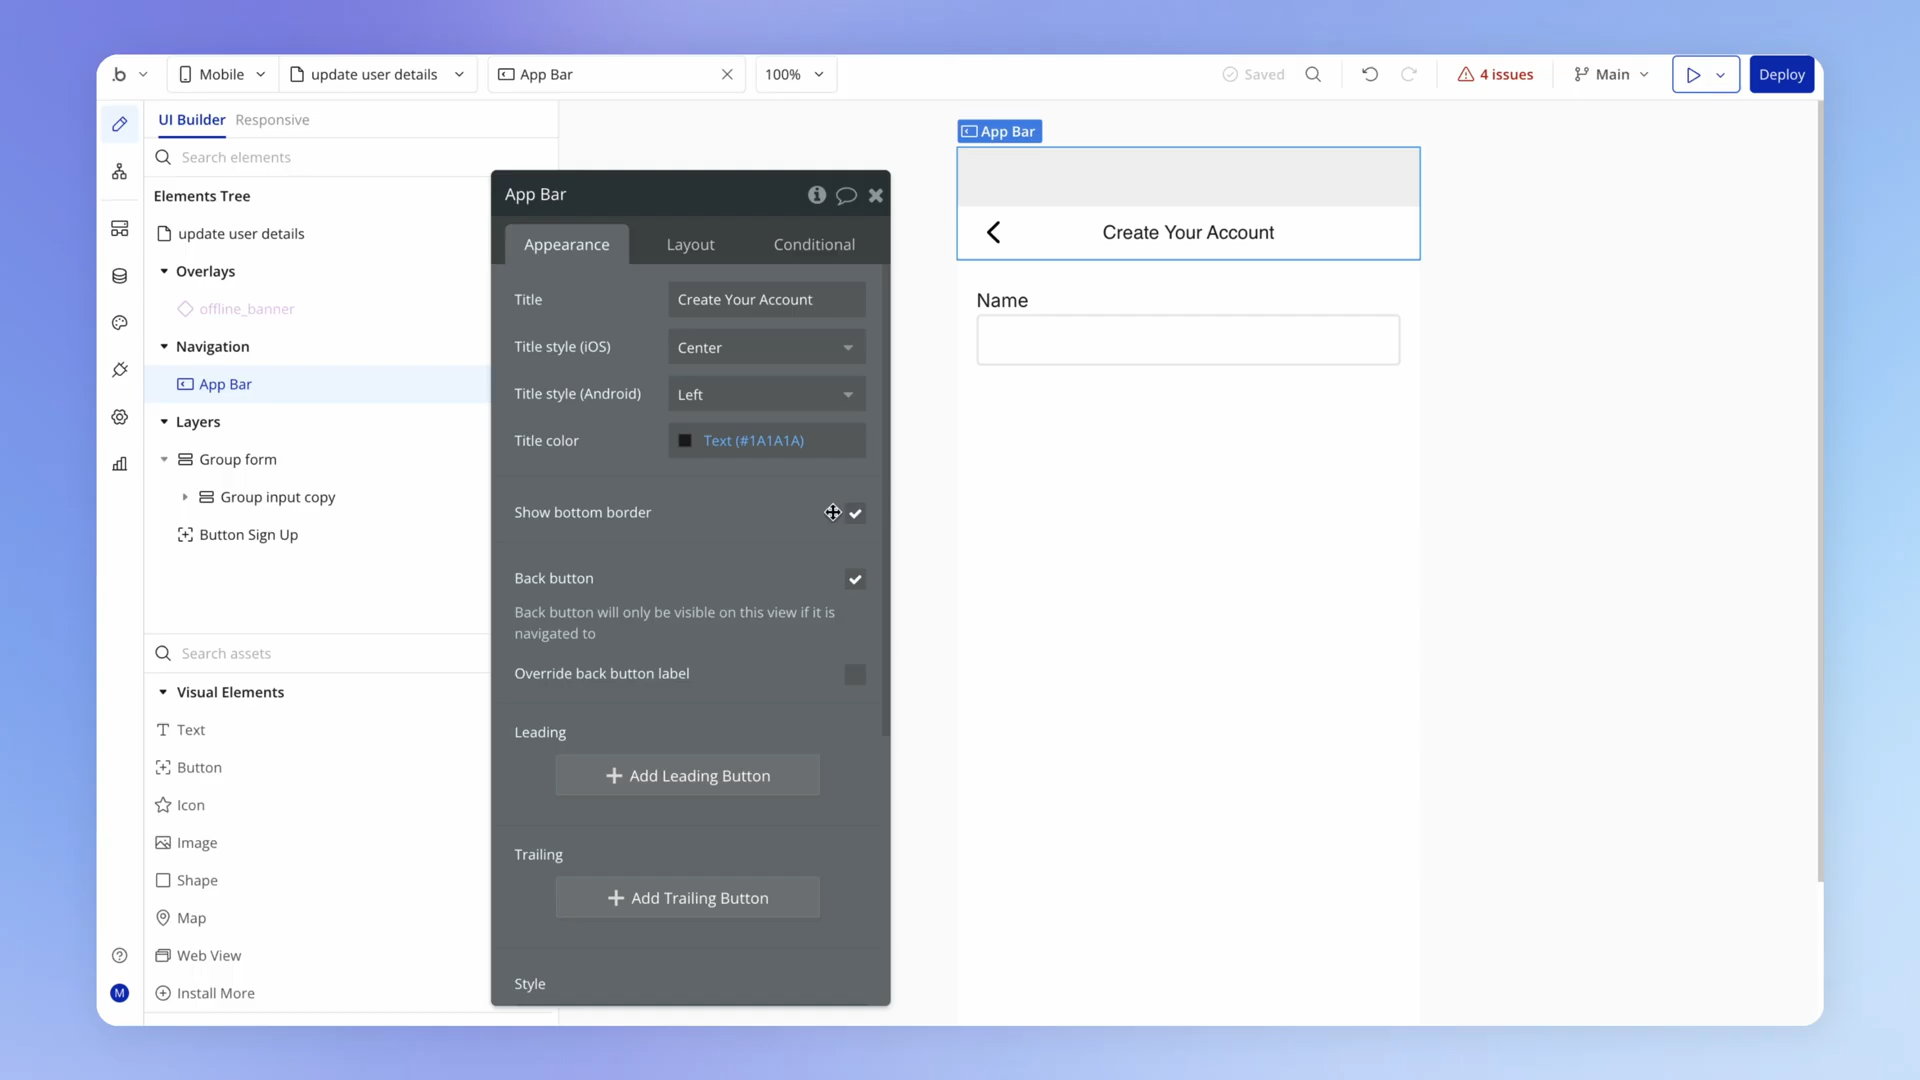 .b
Mobile
update user details
App Bar
100%
Saved
4 issues
Main
Deploy
UI Builder
Responsive
Search elements
Elements Tree
update user details
Overlays
offline_banner
Navigation
App Bar
Layers
Group form
Group input copy
Button Sign Up
Search assets
Visual Elements
Text
Button
Icon
Image
Shape
Map
Web View
Install More
M
App Bar
Appearance
Layout
Conditional
Title
Create Your Account
Title style (iOS)
Center
Title style (Android)
Left
Title color
Text (#1A1A1A)
Show bottom border
Back button
Back button will only be visible on this view if it is
navigated to
Override back button label
Leading
Add Leading Button
Trailing
Add Trailing Button
Style
App Bar
Create Your Account
Name